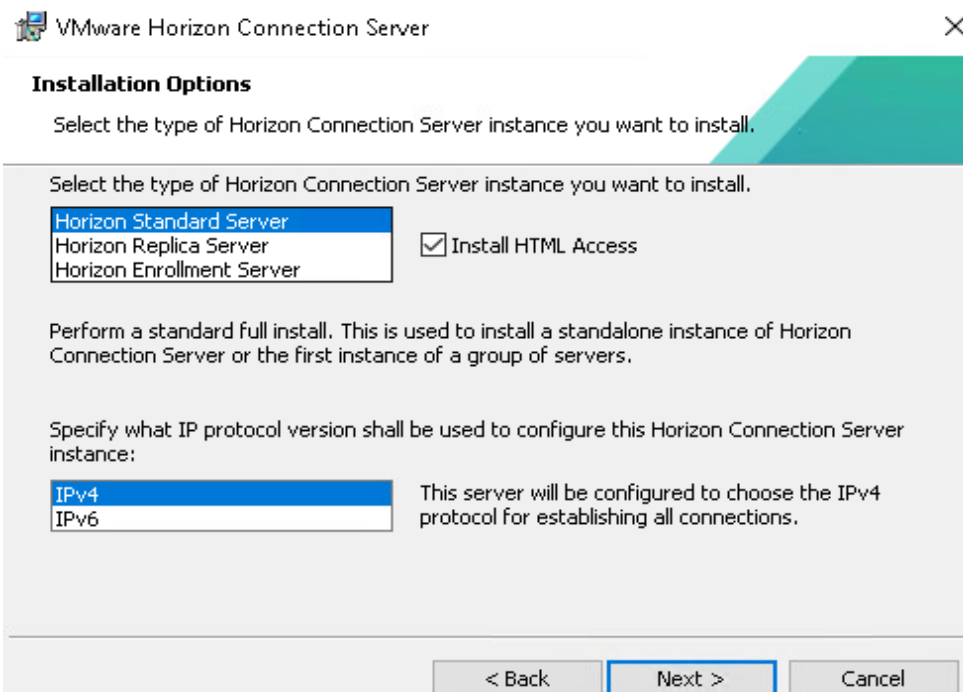 VMware Horizon Connection Server
Installation Options
Select the type of Horizon Connection Server instance you want to install.
Select the type of Horizon Connection Server instance you want to install.
Horizon Standard Server
Horizon Replica Server
Horizon Enrollment Server
Install HTML Access
Perform a standard full install. This is used to install a standalone instance of Horizon
Connection Server or the first instance of a group of servers.
Specify what IP protocol version shall be used to configure this Horizon Connection Server
instance:
IPv4
IPv6
This server will be configured to choose the IPv4
protocol for establishing all connections.
< Back
Next >
Cancel